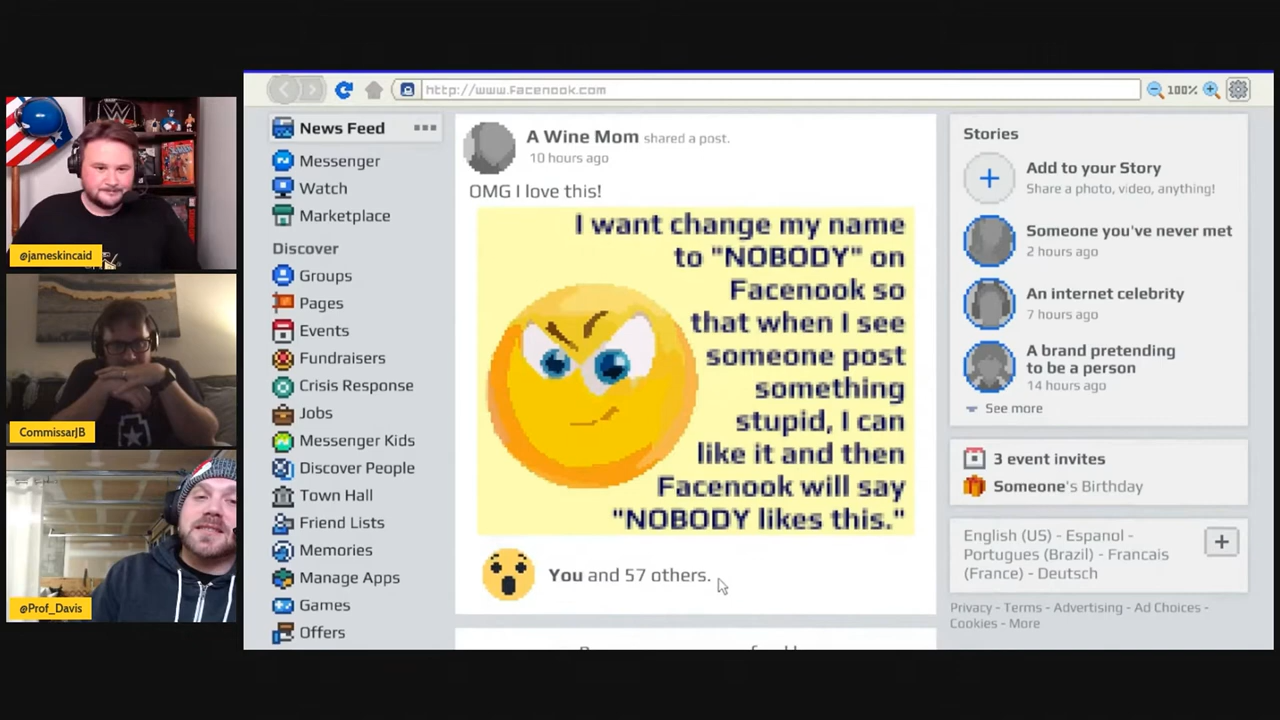 @jameskincaid
CommissarJB
@Prof_Davis
http://www.Facenook.com
100%
News Feed
Messenger
Watch
Marketplace
Discover
Groups
Pages
Events
Fundraisers
Crisis Response
Jobs
Messenger Kids
Discover People
Town Hall
Friend Lists
Memories
Manage Apps
Games
Offers
A Wine Mom shared a post.
10 hours ago
OMG I love this!
I want change my name
to "NOBODY" on
Facenook so
that when I see
someone post
something
stupid, I can
like it and then
Facenook will say
"NOBODY likes this."
You and 57 others.
Stories
Add to your Story
Share a photo, video, anything!
Someone you've never met
2 hours ago
An internet celebrity
7 hours ago
A brand pretending
to be a person
14 hours ago
See more
3 event invites
Someone's Birthday
English (US) - Espanol -
Portugues (Brazil) - Francais
(France) - Deutsch
Privacy - Terms - Advertising - Ad Choices -
Cookies - More